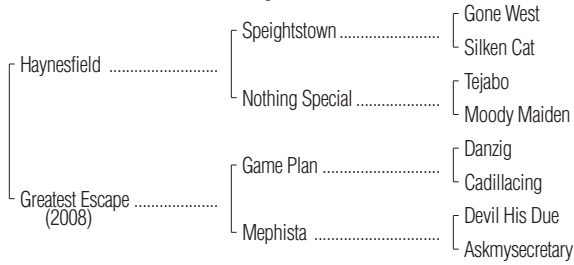 Gone West
Speightstown ....................
Silken Cat
Haynesfield .....................
Tejabo
Nothing Special .................
Moody Maiden
Danzig
Game Plan .......................
Cadillacing
Greatest Escape .................
(2008)
Devil His Due
Mephista ........................
Askmysecretary